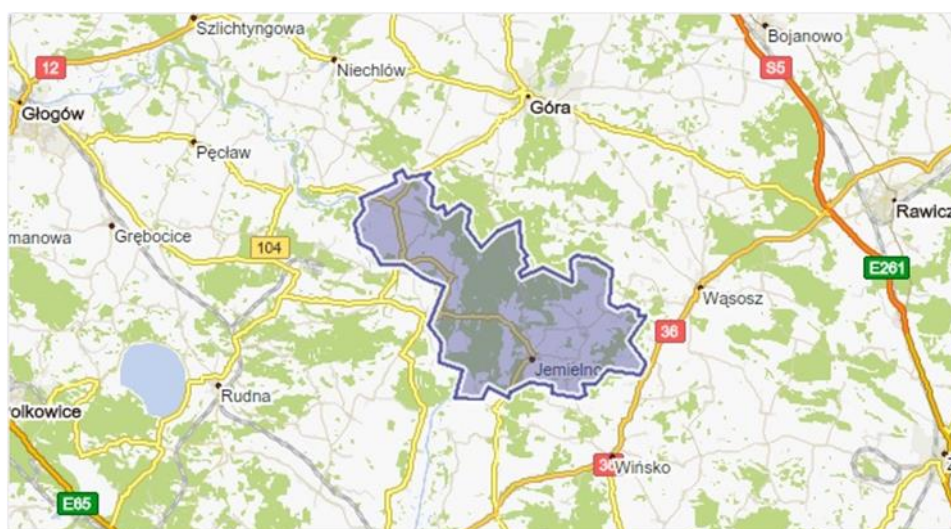 Szlichtyngowa
Bojanowo
12
Niechlów
S5
Góra
Głogów
Pęcław
Rawicz
manowa
Grębocice
104
E261
Wąsosz
36
Jemielno
Rudna
olkowice
36
Wińsko
E65